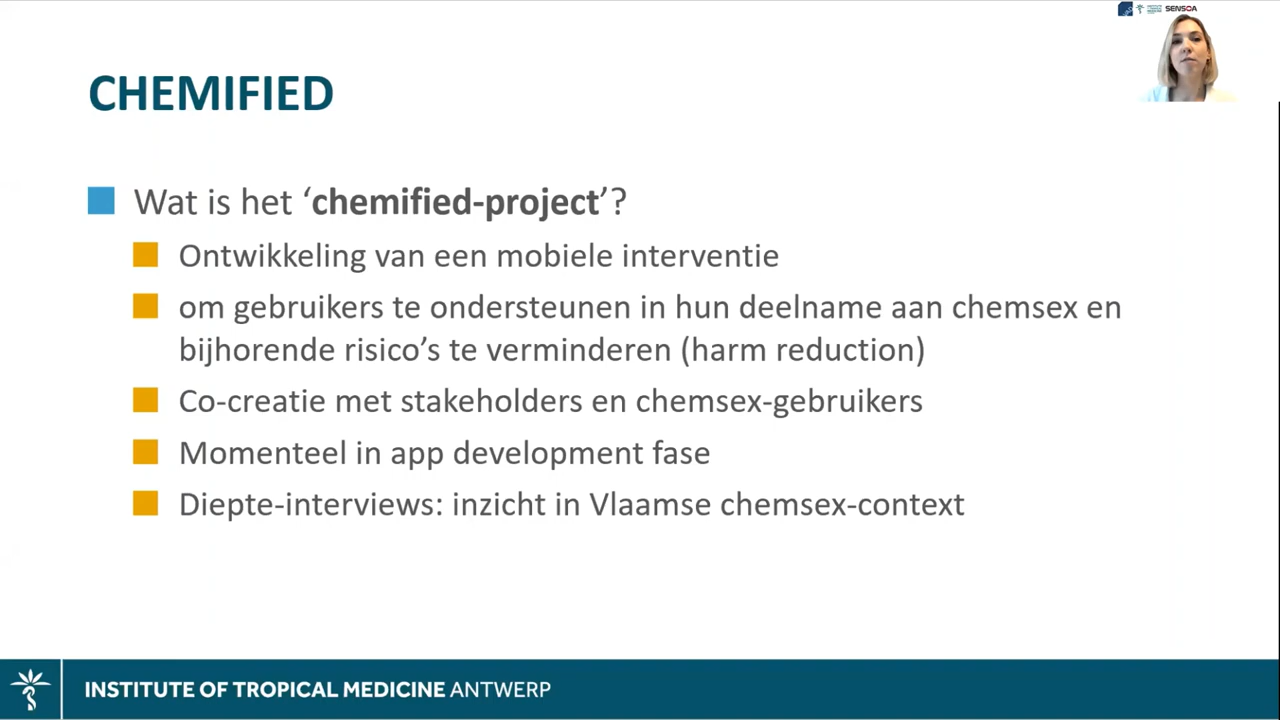 SENSOA
CHEMIFIED
Wat is het ‘chemified-project’?
Ontwikkeling van een mobiele interventie
om gebruikers te ondersteunen in hun deelname aan chemsex en
bijhorende risico’s te verminderen (harm reduction)
Co-creatie met stakeholders en chemsex-gebruikers
Momenteel in app development fase
Diepte-interviews: inzicht in Vlaamse chemsex-context
INSTITUTE OF TROPICAL MEDICINE ANTWERP